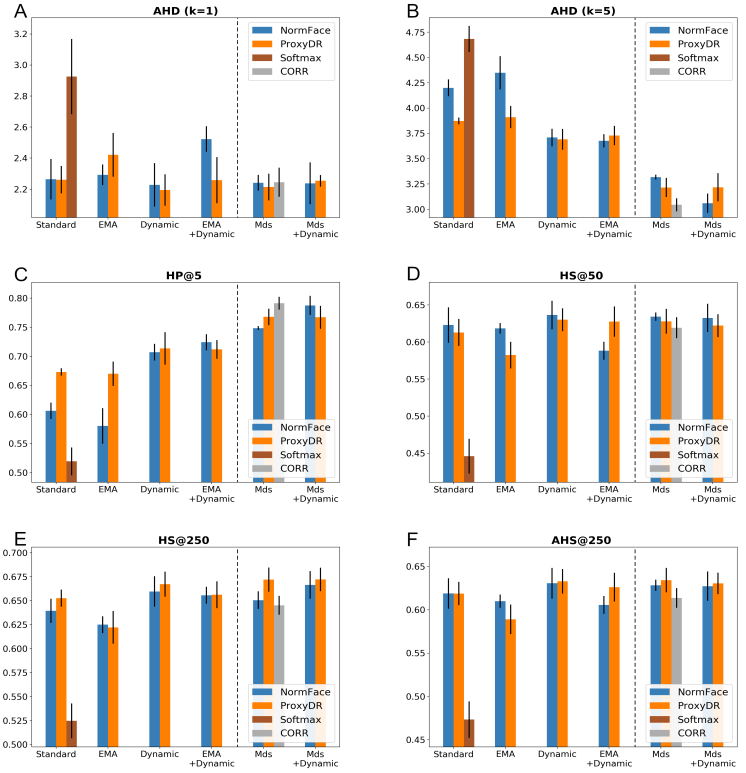 A
AHD (k=1)
3.2
3.0
2.8
2.6
2.4
2.2
NormFace
ProxyDR
Softmax
CORR
Standard
EMA
Dynamic
EMA
+Dynamic
Mds
Mds
+Dynamic
B
AHD (k=5)
4.75
4.50
4.25
4.00
3.75
3.50
3.25
3.00
NormFace
ProxyDR
Softmax
CORR
Standard
EMA
Dynamic
EMA
+Dynamic
Mds
Mds
+Dynamic
C
HP@5
0.80
0.75
0.70
0.65
0.60
0.55
0.50
NormFace
ProxyDR
Softmax
CORR
Standard
EMA
Dynamic
EMA
+Dynamic
Mds
Mds
+Dynamic
D
HS@50
0.65
0.60
0.55
0.50
0.45
NormFace
ProxyDR
Softmax
CORR
Standard
EMA
Dynamic
EMA
+Dynamic
Mds
Mds
+Dynamic
E
HS@250
0.700
0.675
0.650
0.625
0.600
0.575
0.550
0.525
0.500
NormFace
ProxyDR
Softmax
CORR
Standard
EMA
Dynamic
EMA
+Dynamic
Mds
Mds
+Dynamic
F
AHS@250
0.65
0.60
0.55
0.50
0.45
NormFace
ProxyDR
Softmax
CORR
Standard
EMA
Dynamic
EMA
+Dynamic
Mds
Mds
+Dynamic